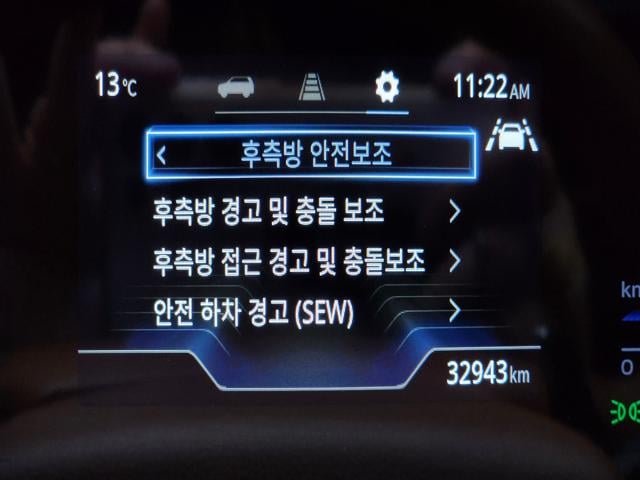 13℃
11:22AM
후측방 안전보조
후측방 경고 및 충돌 보조
후측방 접근 경고 및 충돌보조
안전 하차 경고 (SEW)
32943km
km
0